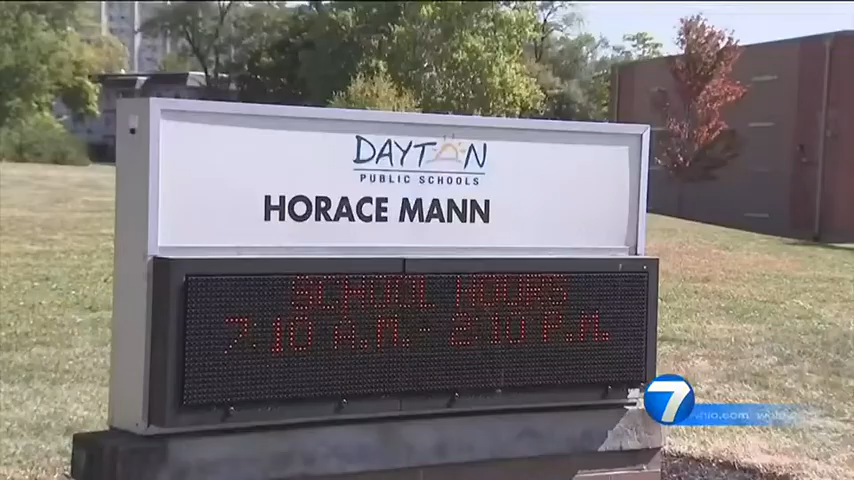 DAYTON
PUBLIC SCHOOLS
HORACE MANN
SCHOOL HOURS
7:10 A.M.- 2:10 P.M.
7